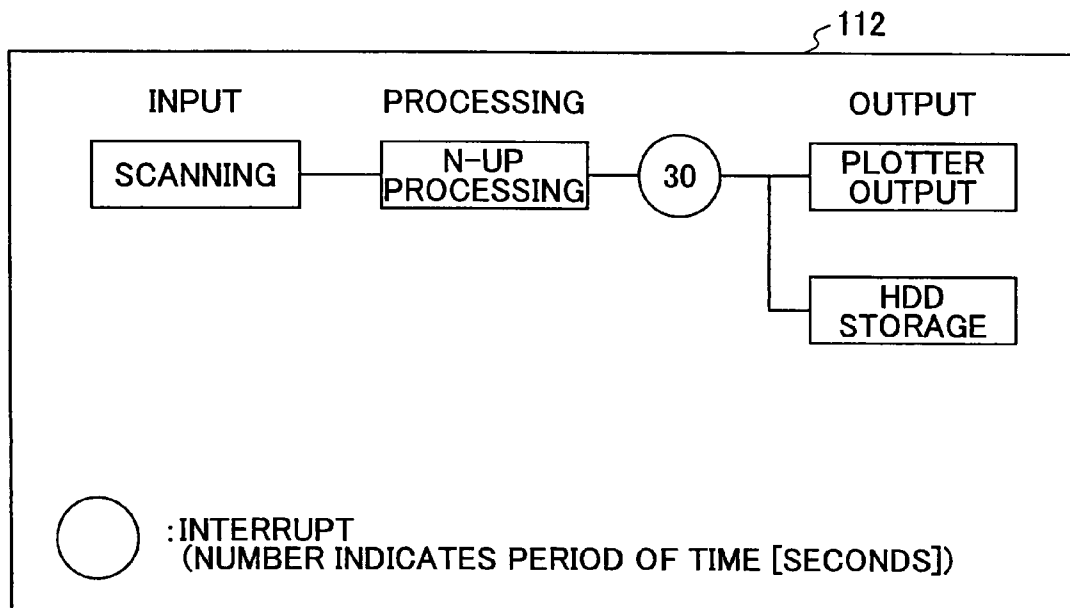 112
INPUT
PROCESSING
OUTPUT
SCANNING
N-UP
PROCESSING
30
PLOTTER
OUTPUT
HDD
STORAGE
:INTERRUPT
(NUMBER INDICATES PERIOD OF TIME [SECONDS])